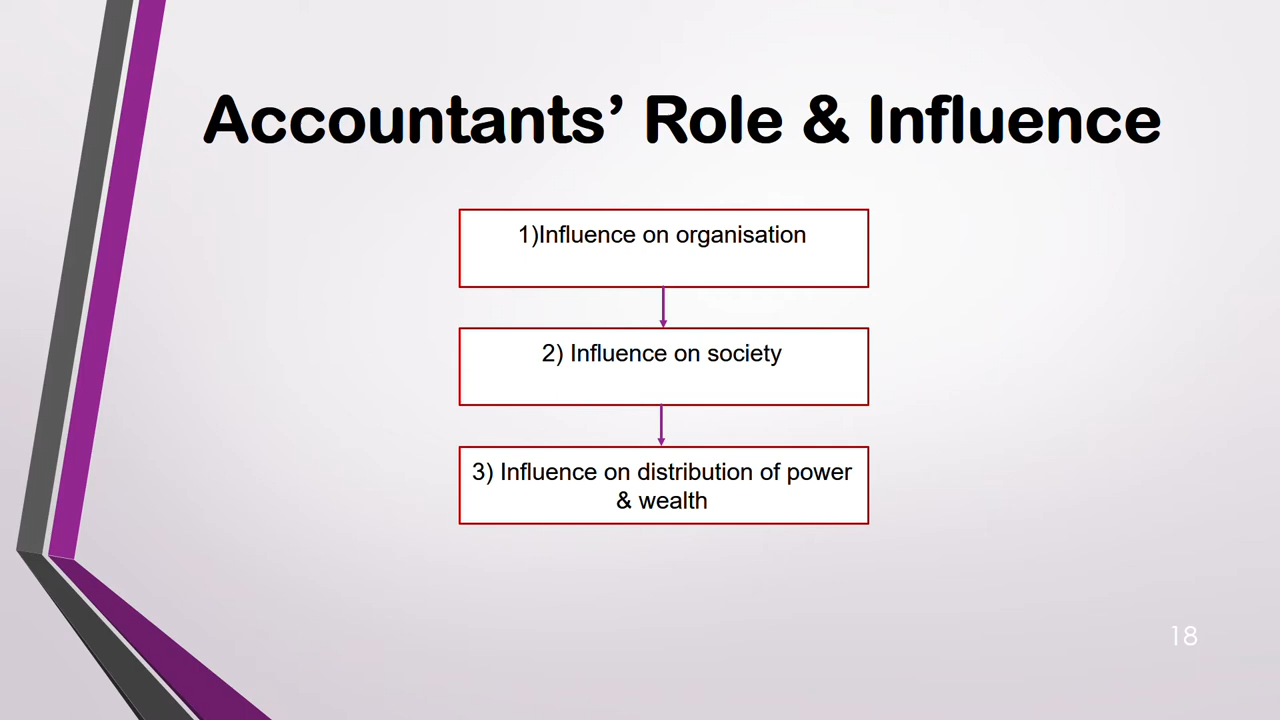 Accountants’ Role & Influence
1)Influence on organisation
2) Influence on society
3) Influence on distribution of power
& wealth
18